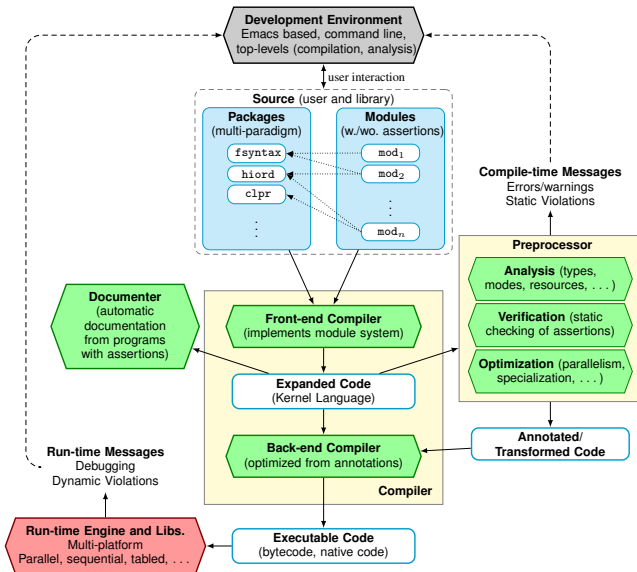 Development Environment
Emacs based, command line,
top-levels (compilation, analysis)
user interaction
Source (user and library)
Packages
(multi-paradigm)
fsyntax
hiord
clpr
⋮
Modules
(w./wo. assertions)
mod₁
mod₂
⋮
modₙ
Compile-time Messages
Errors/warnings
Static Violations
Preprocessor
Analysis (types,
modes, resources, . . . )
Verification (static
checking of assertions)
Optimization (parallelism,
specialization, . . . )
Documenter
(automatic
documentation
from programs
with assertions)
Front-end Compiler
(implements module system)
Expanded Code
(Kernel Language)
Back-end Compiler
(optimized from annotations)
Compiler
Annotated/
Transformed Code
Run-time Messages
Debugging
Dynamic Violations
Run-time Engine and Libs.
Multi-platform
Parallel, sequential, tabled, . . .
Executable Code
(bytecode, native code)